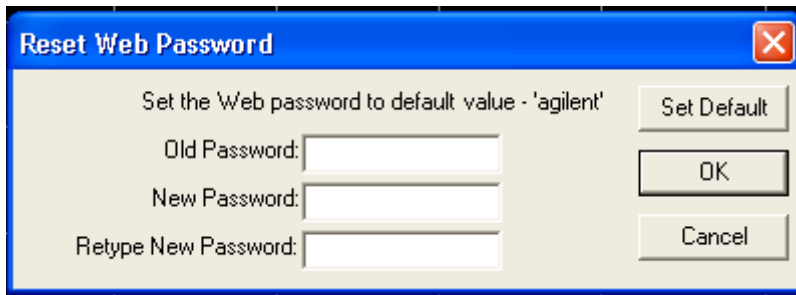 Reset Web Password
Set the Web password to default value - 'agilent'
Set Default
Old Password:
OK
New Password:
Retype New Password:
Cancel